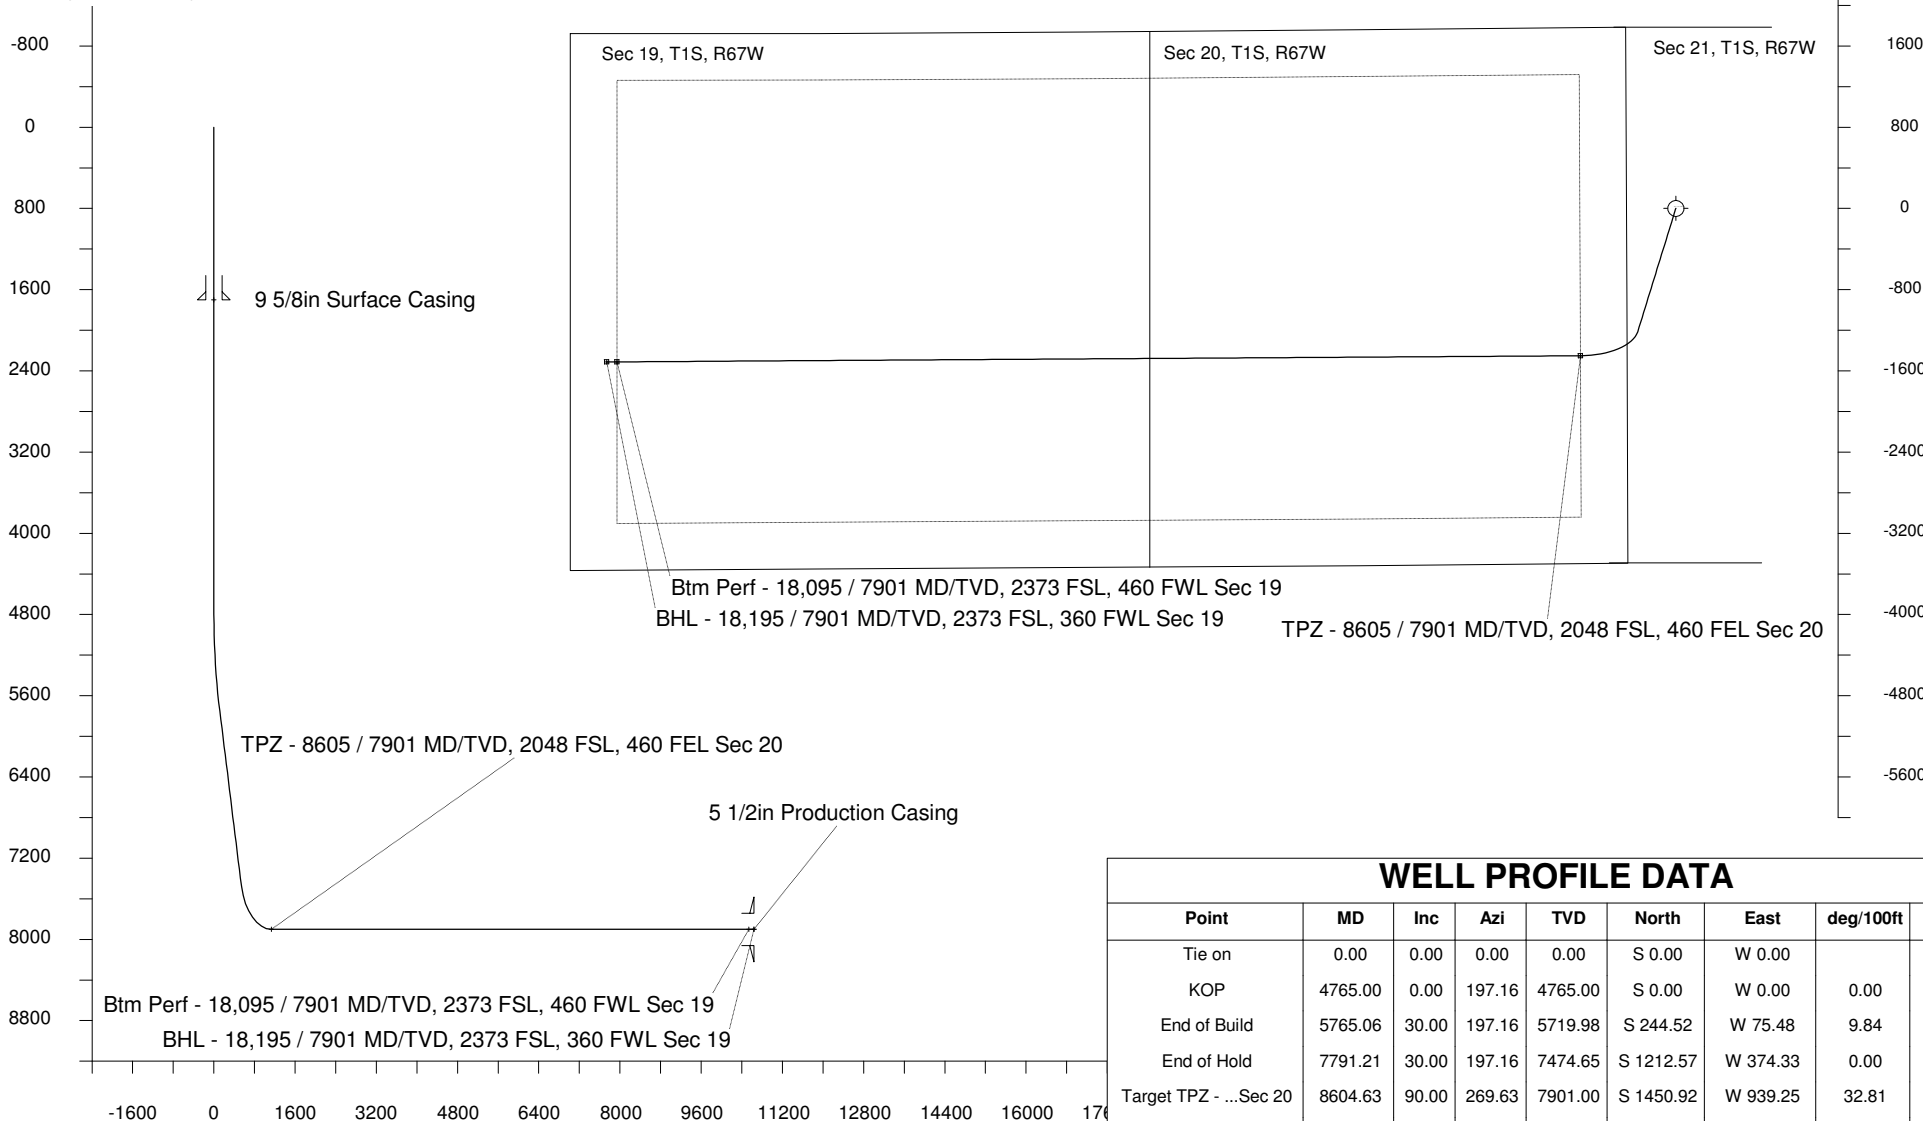 -800
0
800
1600
2400
3200
4000
4800
5600
6400
7200
8000
8800
-1600 0 1600 3200 4800 6400 8000 9600 11200 12800 14400 16000
9 5/8in Surface Casing
TPZ - 8605 / 7901 MD/TVD, 2048 FSL, 460 FEL Sec 20
5 1/2in Production Casing
Btm Perf - 18,095 / 7901 MD/TVD, 2373 FSL, 460 FWL Sec 19
BHL - 18,195 / 7901 MD/TVD, 2373 FSL, 360 FWL Sec 19
Sec 19, T1S, R67W
Sec 20, T1S, R67W
Sec 21, T1S, R67W
Btm Perf - 18,095 / 7901 MD/TVD, 2373 FSL, 460 FWL Sec 19
BHL - 18,195 / 7901 MD/TVD, 2373 FSL, 360 FWL Sec 19
TPZ - 8605 / 7901 MD/TVD, 2048 FSL, 460 FEL Sec 20
1600
800
0
-800
-1600
-2400
-3200
-4000
-4800
-5600
WELL PROFILE DATA
Point MD Inc Azi TVD North East deg/100ft
Tie on 0.00 0.00 0.00 0.00 S 0.00 W 0.00
KOP 4765.00 0.00 197.16 4765.00 S 0.00 W 0.00 0.00
End of Build 5765.06 30.00 197.16 5719.98 S 244.52 W 75.48 9.84
End of Hold 7791.21 30.00 197.16 7474.65 S 1212.57 W 374.33 0.00
Target TPZ - ...Sec 20 8604.63 90.00 269.63 7901.00 S 1450.92 W 939.25 32.81